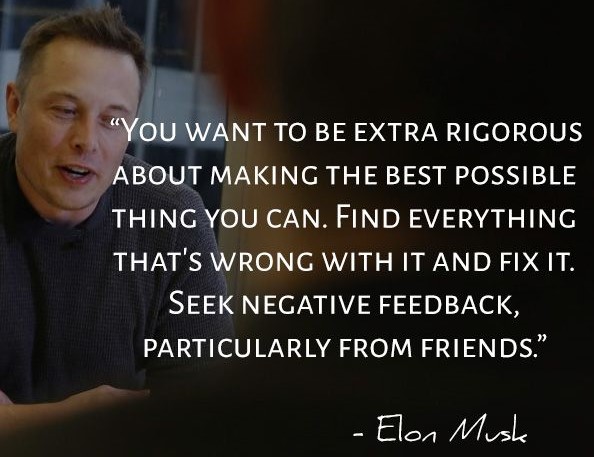 “You want to be extra rigorous
about making the best possible
thing you can. Find everything
that's wrong with it and fix it.
Seek negative feedback,
particularly from friends.”
- Elon Musk